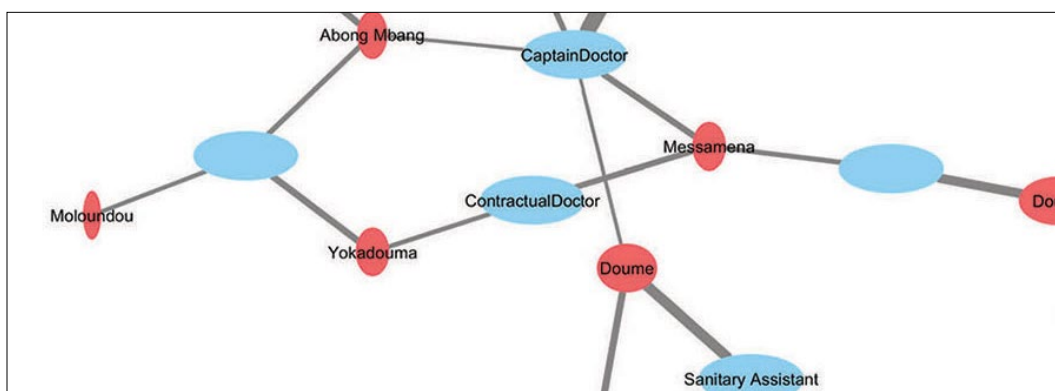 Abong Mbang
CaptainDoctor
Messamena
Moloundou
ContractualDoctor
Yokadouma
Doume
Sanitary Assistant